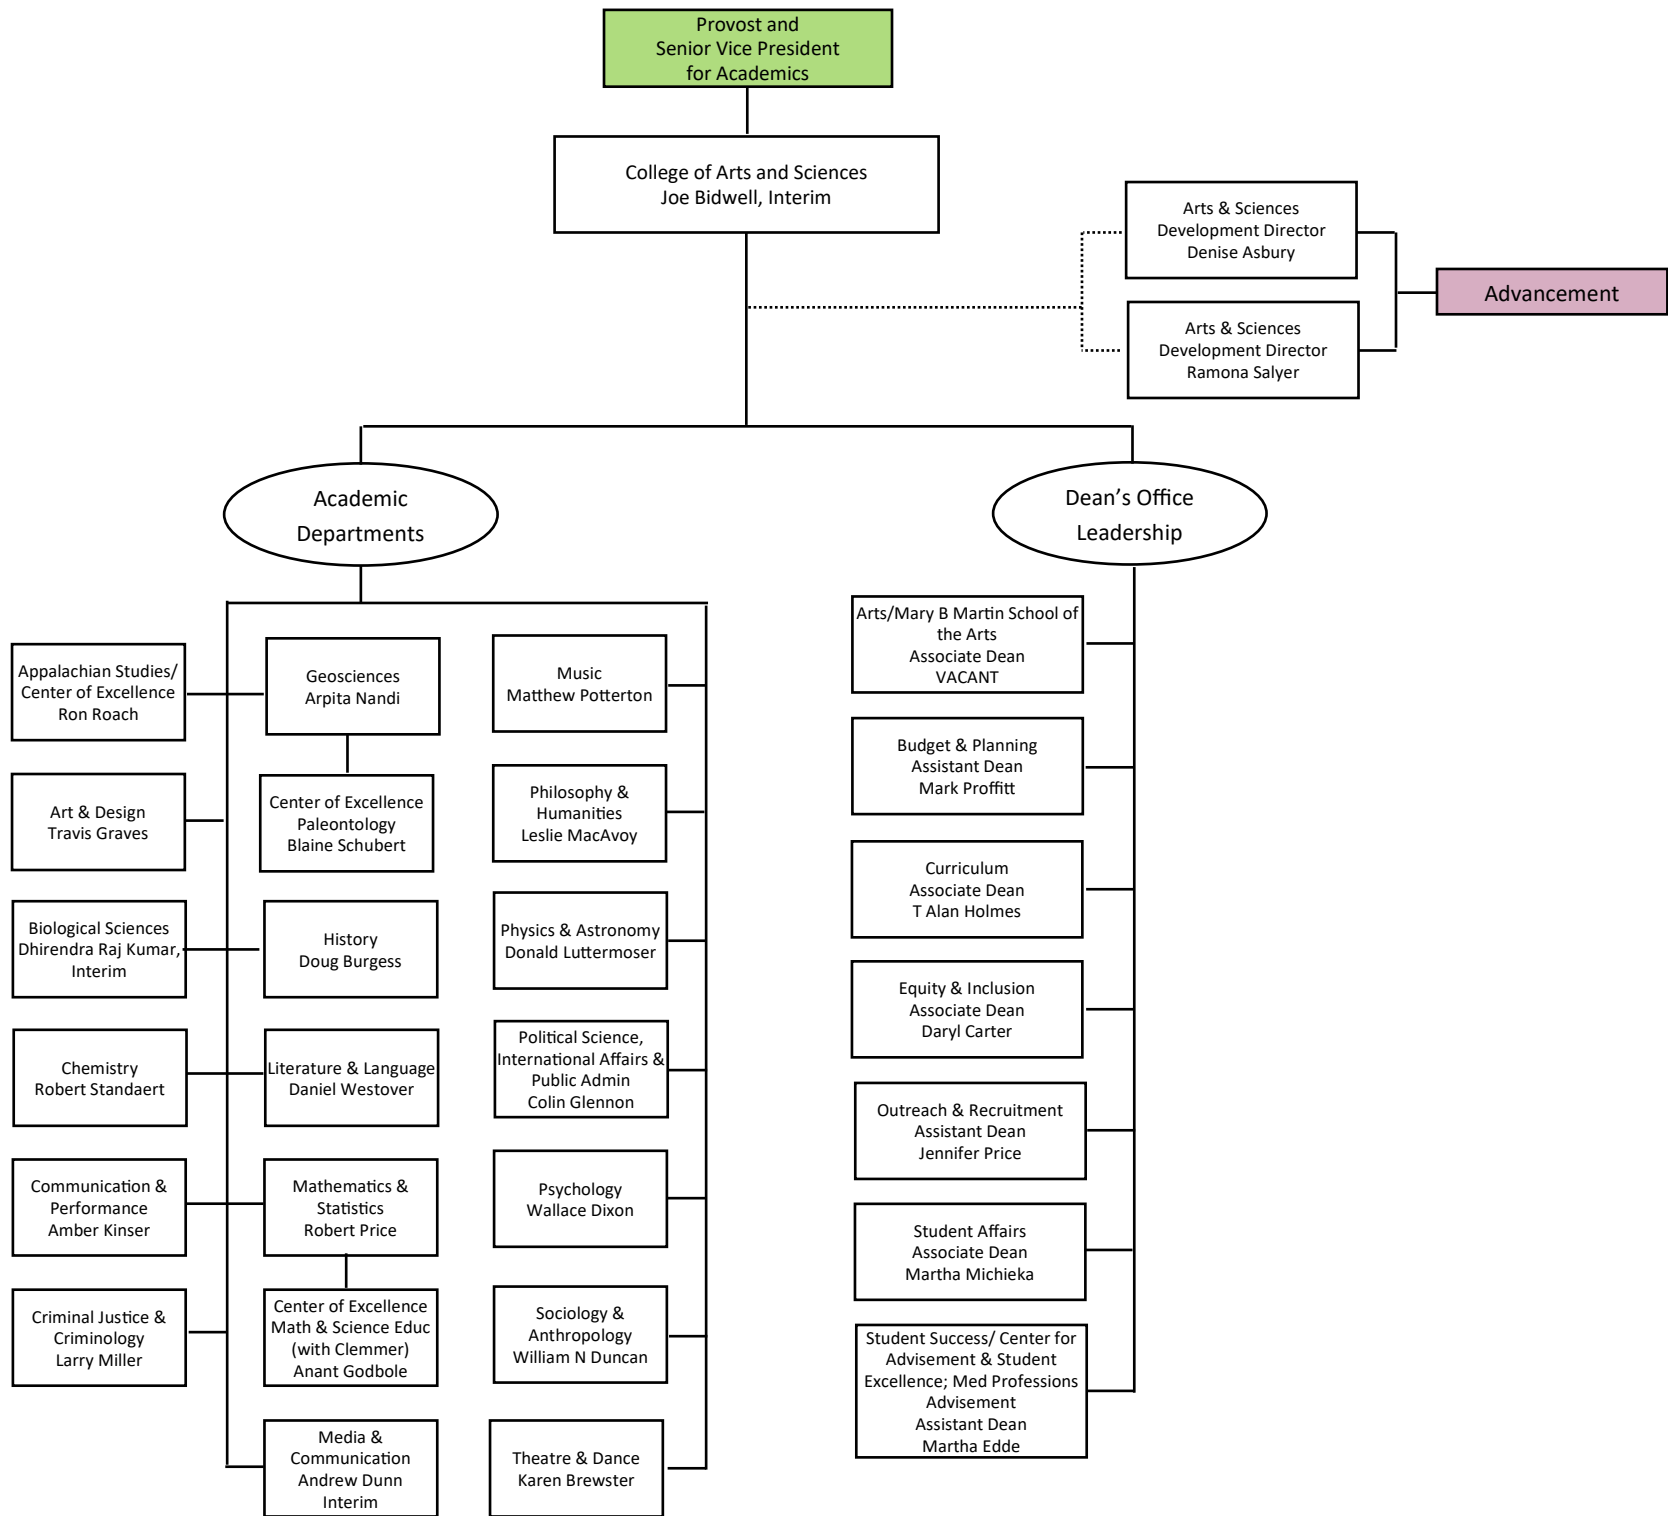 Provost and
Senior Vice President
for Academics
College of Arts and Sciences
Joe Bidwell, Interim
Arts & Sciences
Development Director
Denise Asbury
Advancement
Arts & Sciences
Development Director
Ramona Salyer
Academic
Departments
Dean’s Office
Leadership
Appalachian Studies/
Center of Excellence
Ron Roach
Art & Design
Travis Graves
Biological Sciences
Dhirendra Raj Kumar,
Interim
Chemistry
Robert Standaert
Communication &
Performance
Amber Kinser
Criminal Justice &
Criminology
Larry Miller
Geosciences
Arpita Nandi
Center of Excellence
Paleontology
Blaine Schubert
History
Doug Burgess
Literature & Language
Daniel Westover
Mathematics &
Statistics
Robert Price
Center of Excellence
Math & Science Educ
(with Clemmer)
Anant Godbole
Media &
Communication
Andrew Dunn
Interim
Music
Matthew Potterton
Philosophy &
Humanities
Leslie MacAvoy
Physics & Astronomy
Donald Luttermoser
Political Science,
International Affairs &
Public Admin
Colin Glennon
Psychology
Wallace Dixon
Sociology &
Anthropology
William N Duncan
Theatre & Dance
Karen Brewster
Arts/Mary B Martin School of
the Arts
Associate Dean
VACANT
Budget & Planning
Assistant Dean
Mark Proffitt
Curriculum
Associate Dean
T Alan Holmes
Equity & Inclusion
Associate Dean
Daryl Carter
Outreach & Recruitment
Assistant Dean
Jennifer Price
Student Affairs
Associate Dean
Martha Michieka
Student Success/ Center for
Advisement & Student
Excellence; Med Professions
Advisement
Assistant Dean
Martha Edde